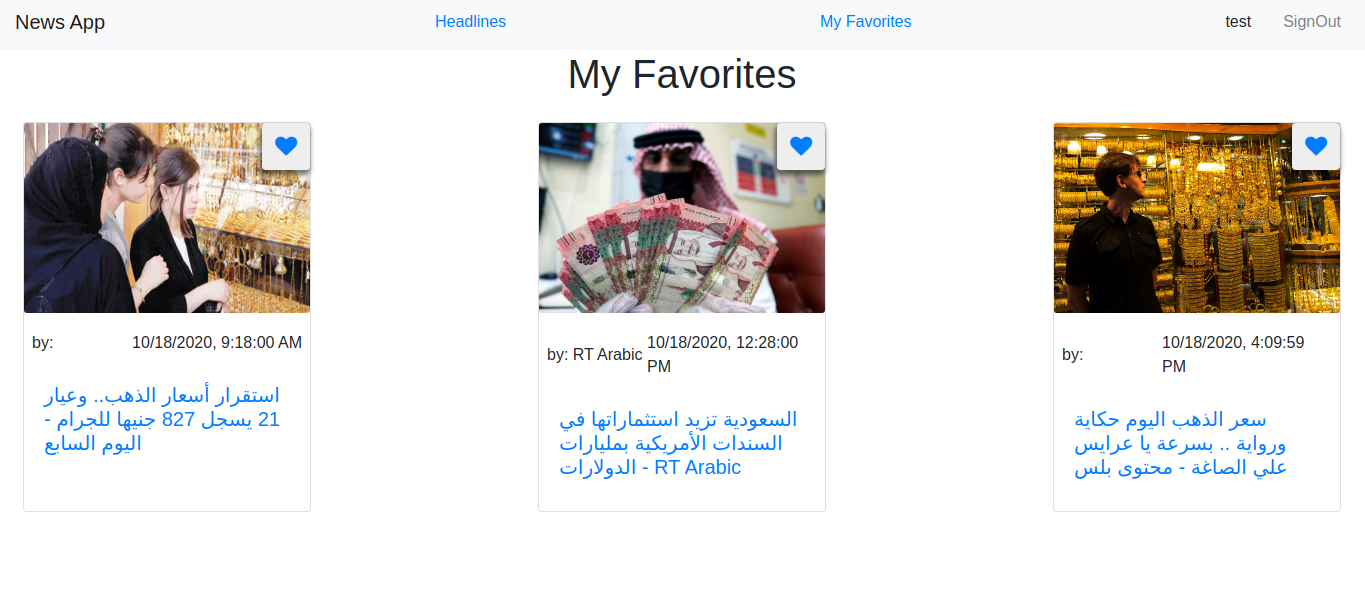 News App
Headlines
My Favorites
test
SignOut
My Favorites
by:
10/18/2020, 9:18:00 AM
استقرار أسعار الذهب.. وعيار
21 يسجل 827 جنيها للجرام -
اليوم السابع
by: RT Arabic
10/18/2020, 12:28:00
PM
السعودية تزيد استثماراتها في
السندات الأمريكية بمليارات
الدولارات - RT Arabic
by:
10/18/2020, 4:09:59
PM
سعر الذهب اليوم حكاية
ورواية .. بسرعة يا عرايس
علي الصاغة - محتوى بلس